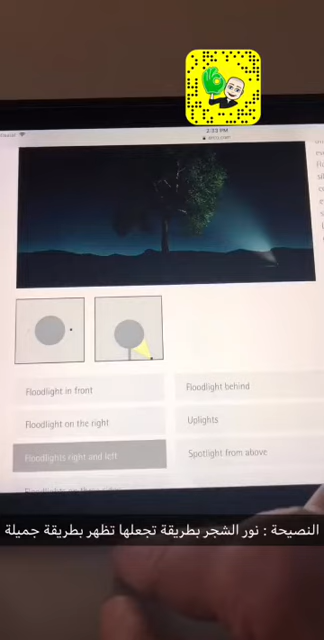 2:33 PM
Floodlight in front
Floodlight behind
Floodlight on the right
Uplights
Floodlights right and left
Spotlight from above
النصيحة : نور الشجر بطريقة تجعلها تظهر بطريقة جميلة